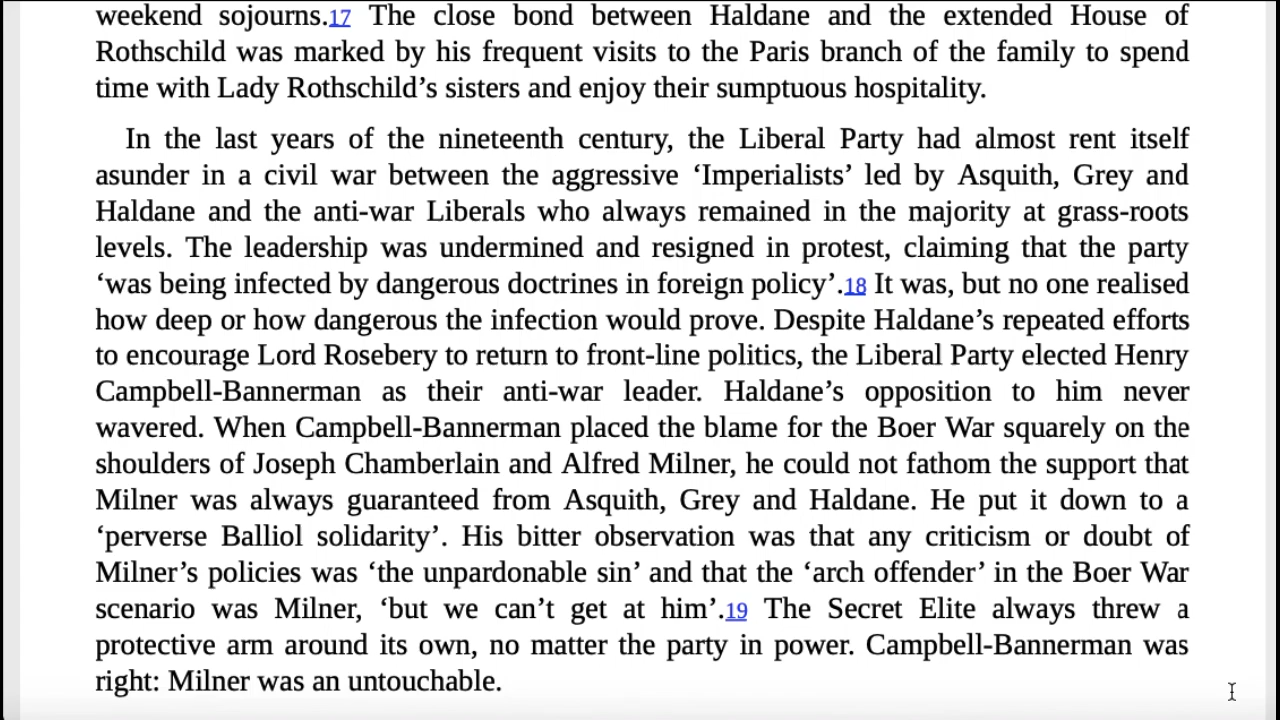 weekend sojourns.17 The close bond between Haldane and the extended House of
Rothschild was marked by his frequent visits to the Paris branch of the family to spend
time with Lady Rothschild’s sisters and enjoy their sumptuous hospitality.
In the last years of the nineteenth century, the Liberal Party had almost rent itself
asunder in a civil war between the aggressive ‘Imperialists’ led by Asquith, Grey and
Haldane and the anti-war Liberals who always remained in the majority at grass-roots
levels. The leadership was undermined and resigned in protest, claiming that the party
‘was being infected by dangerous doctrines in foreign policy’.18 It was, but no one realised
how deep or how dangerous the infection would prove. Despite Haldane’s repeated efforts
to encourage Lord Rosebery to return to front-line politics, the Liberal Party elected Henry
Campbell-Bannerman as their anti-war leader. Haldane’s opposition to him never
wavered. When Campbell-Bannerman placed the blame for the Boer War squarely on the
shoulders of Joseph Chamberlain and Alfred Milner, he could not fathom the support that
Milner was always guaranteed from Asquith, Grey and Haldane. He put it down to a
‘perverse Balliol solidarity’. His bitter observation was that any criticism or doubt of
Milner’s policies was ‘the unpardonable sin’ and that the ‘arch offender’ in the Boer War
scenario was Milner, ‘but we can’t get at him’.19 The Secret Elite always threw a
protective arm around its own, no matter the party in power. Campbell-Bannerman was
right: Milner was an untouchable.